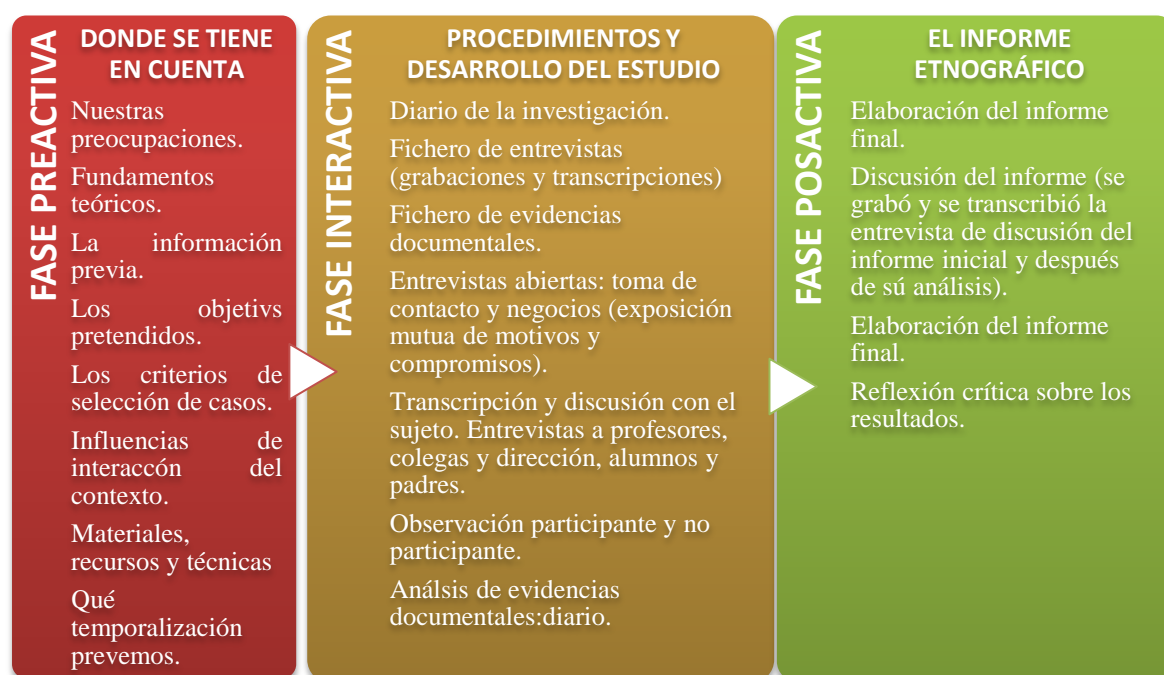 FASE PREACTIVA
DONDE SE TIENE
EN CUENTA
Nuestras
preocupaciones.
Fundamentos
teóricos.
La información
previa.
Los objetivs
pretendidos.
Los criterios de
selección de casos.
Influencias de
interaccón del
contexto.
Materiales,
recursos y técnicas
Qué
temporalización
prevemos.
FASE INTERACTIVA
PROCEDIMIENTOS Y
DESARROLLO DEL ESTUDIO
Diario de la investigación.
Fichero de entrevistas
(grabaciones y transcripciones)
Fichero de evidencias
documentales.
Entrevistas abiertas: toma de
contacto y negocios (exposición
mutua de motivos y
compromisos).
Transcripción y discusión con el
sujeto. Entrevistas a profesores,
colegas y dirección, alumnos y
padres.
Observación participante y no
participante.
Análsis de evidencias
documentales:diario.
FASE POSACTIVA
EL INFORME
ETNOGRÁFICO
Elaboración del informe
final.
Discusión del informe (se
grabó y se transcribió la
entrevista de discusión del
informe inicial y después
de sú análisis).
Elaboración del informe
final.
Reflexión crítica sobre los
resultados.